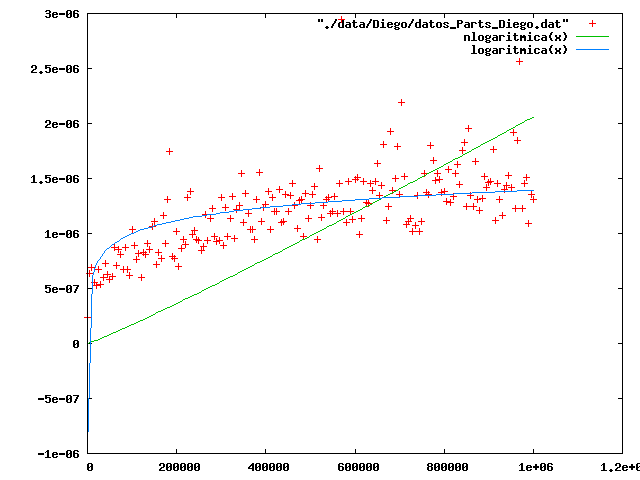 3e-06
2.5e-06
2e-06
1.5e-06
1e-06
5e-07
0
-5e-07
-1e-06
0
200000
400000
600000
800000
1e+06
1.2e+06
"./data/Diego/datos_Parts_Diego.dat"
nlogaritmica(x)
logaritmica(x)